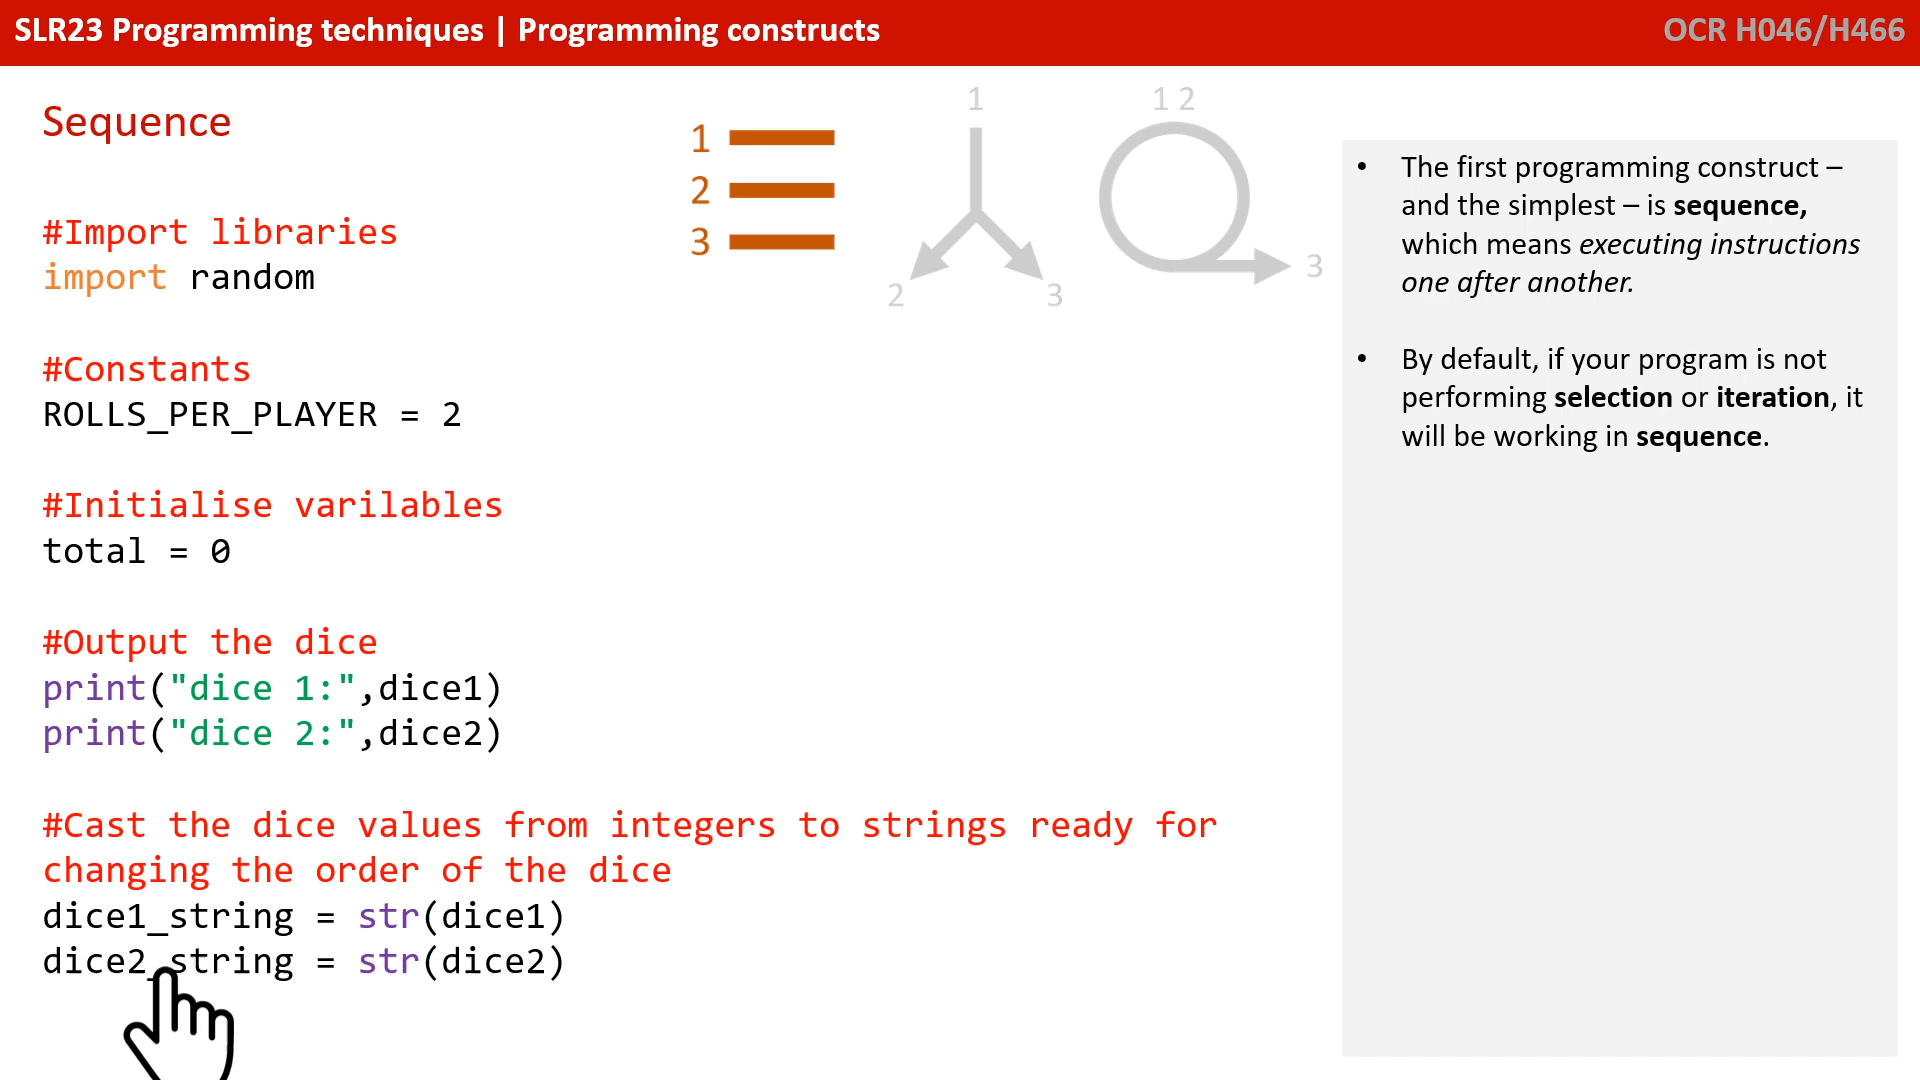 SLR23 Programming techniques | Programming constructs
OCR H046/H466
Sequence
1
2
3
1
2
3
1 2
3
#Import libraries
import random
#Constants
ROLLS_PER_PLAYER = 2
#Initialise varilables
total = 0
#Output the dice
print("dice 1:",dice1)
print("dice 2:",dice2)
#Cast the dice values from integers to strings ready for
changing the order of the dice
dice1_string = str(dice1)
dice2_string = str(dice2)
• The first programming construct –
and the simplest – is sequence,
which means executing instructions
one after another.
• By default, if your program is not
performing selection or iteration, it
will be working in sequence.